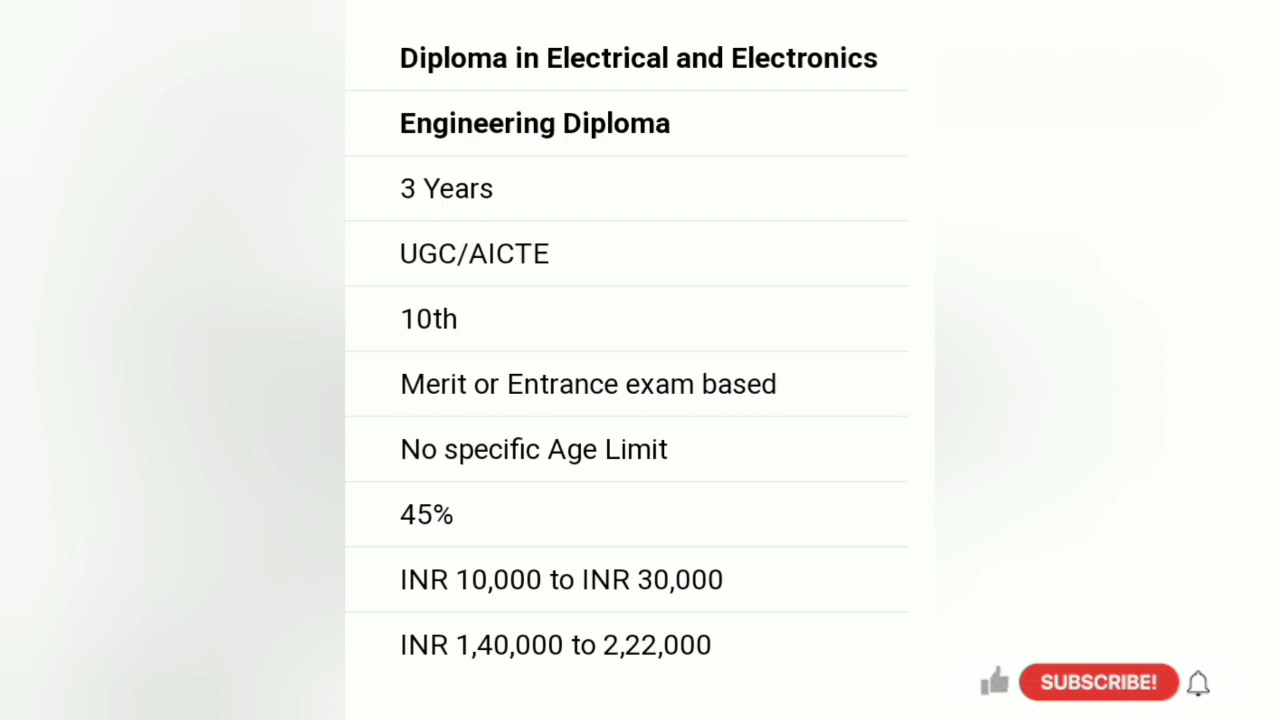 Diploma in Electrical and Electronics
Engineering Diploma
3 Years
UGC/AICTE
10th
Merit or Entrance exam based
No specific Age Limit
45%
INR 10,000 to INR 30,000
INR 1,40,000 to 2,22,000
SUBSCRIBE!